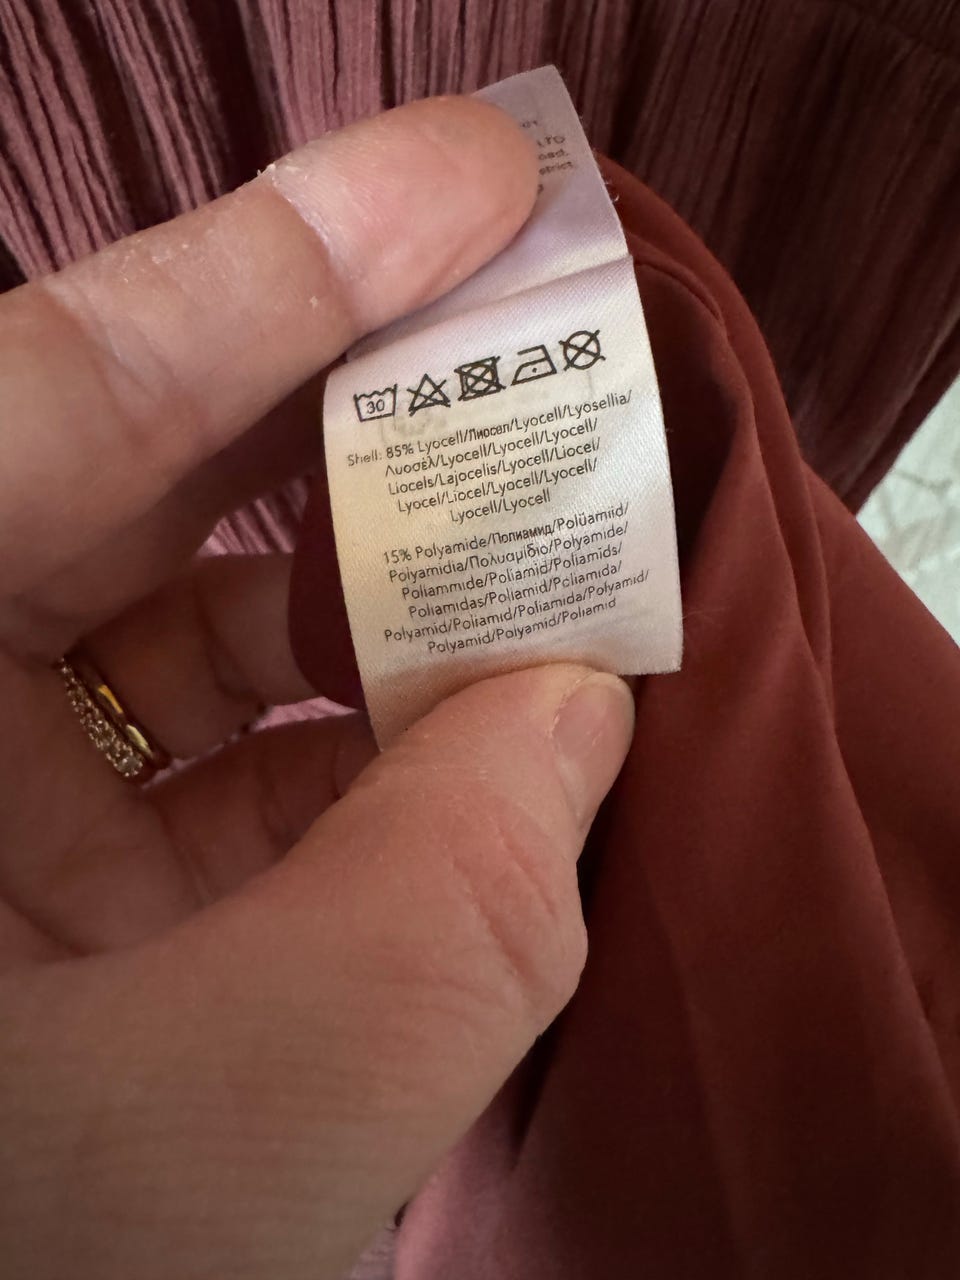 30
Shell: 85% Lyocell/Лиосел/Lyocell/Lyosellia/
Λυοσέλ/Lyocell/Lyocell/Lyocell/
Liocels/Lajocelis/Lyocell/Liocel/
Lyocel/Liocel/Lyocell/Lyocell/
Lyocell/Lyocell
15% Polyamide/Полиамид/Polüamiid/
Polyamidia/Πολυαμίδιο/Polyamide/
Poliammide/Poliamid/Poliamīds/
Poliamidas/Poliamid/Poliamida/
Polyamid/Poliamid/Poliamida/Polyamid/
Polyamid/Polyamid/Poliamid